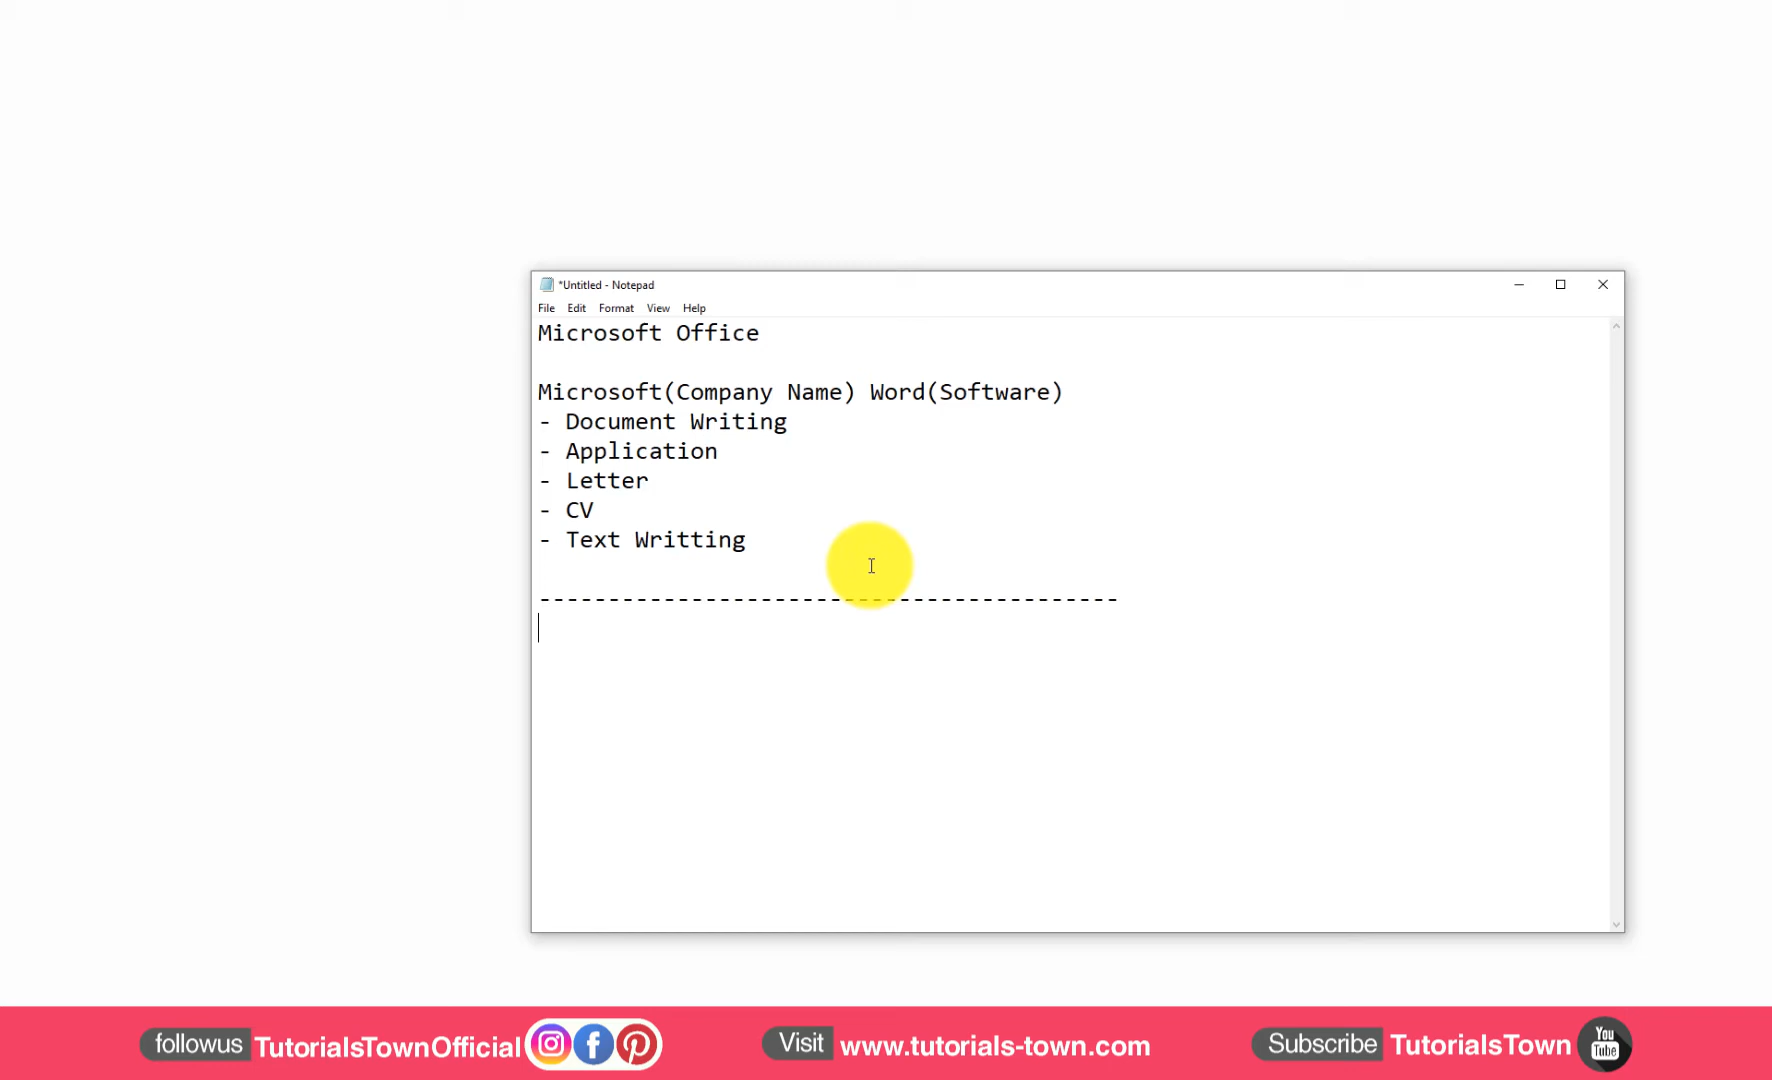 *Untitled - Notepad
File Edit Format View Help
Microsoft Office
Microsoft(Company Name) Word(Software)
- Document Writing
- Application
- Letter
- CV
- Text Writting
------------------------------------------
followus TutorialsTownOfficial
Visit www.tutorials-town.com
Subscribe TutorialsTown You Tube